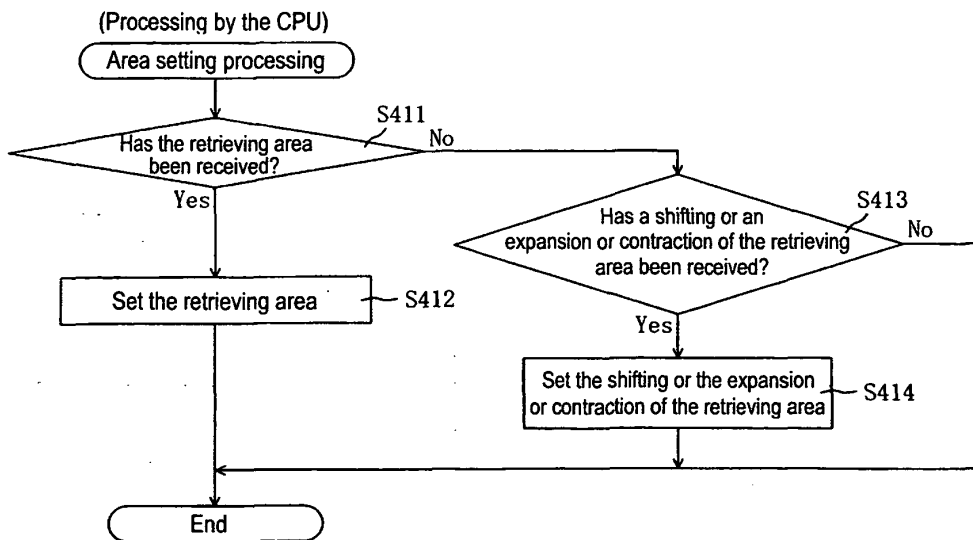 (Processing by the CPU)
Area setting processing
S411
Has the retrieving area
been received?
No
Yes
S413
Has a shifting or an
expansion or contraction of the retrieving
area been received?
No
Yes
Set the retrieving area
S412
Set the shifting or the expansion
or contraction of the retrieving area
S414
End